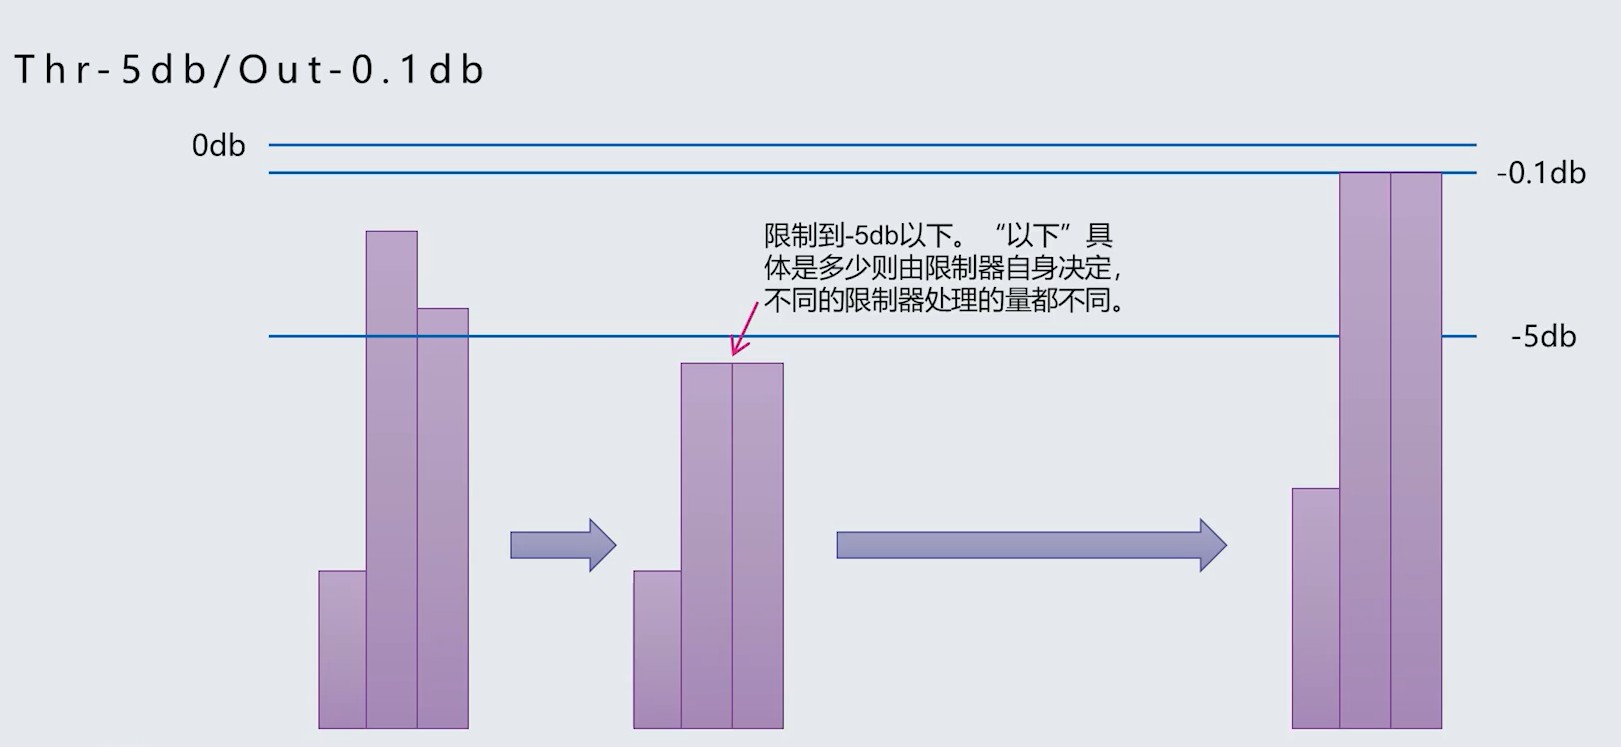 Thr-5db/Out-0.1db
0db
-0.1db
限制到-5db以下。“以下”具
体是多少则由限制器自身决定，
不同的限制器处理的量都不同。
-5db